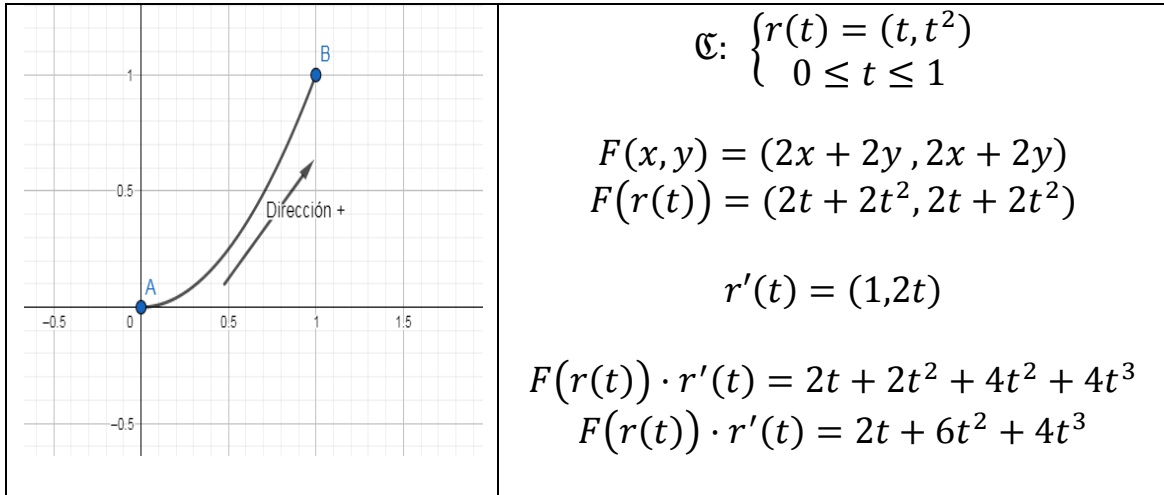 B
1
0.5
Dirección +
A
−0.5 0 0.5 1 1.5
−0.5
ℭ: { r(t) = (t, t²)
0 ≤ t ≤ 1
F(x, y) = (2x + 2y , 2x + 2y)
F(r(t)) = (2t + 2t², 2t + 2t²)
r′(t) = (1,2t)
F(r(t)) · r′(t) = 2t + 2t² + 4t² + 4t³
F(r(t)) · r′(t) = 2t + 6t² + 4t³